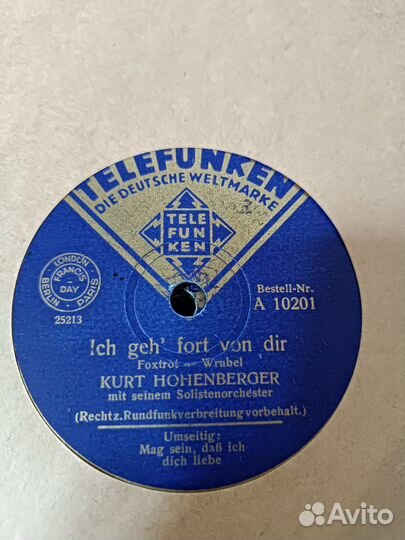 TELEFUNKEN
DIE DEUTSCHE WELTMARKE
TELE
FUN
KEN
LONDON
FRANCIS
DAY
BERLIN PARIS
25213
Bestell-Nr.
A 10201
Ich geh' fort von dir
Foxtrot - Wrubel
KURT HOHENBERGER
mit seinem Solistenorchester
(Rechtz. Rundfunkverbreitung vorbehalt.)
Umseitig:
Mag sein, daß ich
dich liebe
Avito